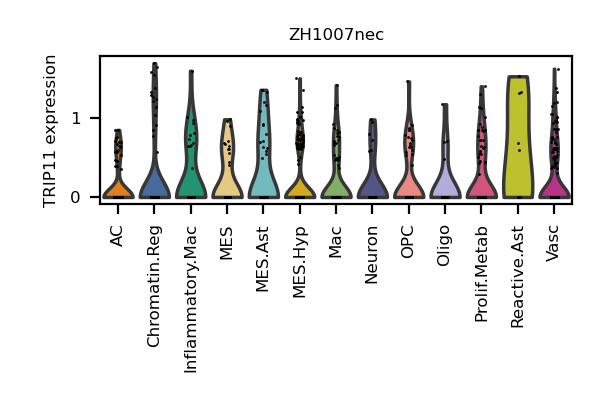 ZH1007nec
TRIP11 expression
1
0
AC
Chromatin.Reg
Inflammatory.Mac
MES
MES.Ast
MES.Hyp
Mac
Neuron
OPC
Oligo
Prolif.Metab
Reactive.Ast
Vasc